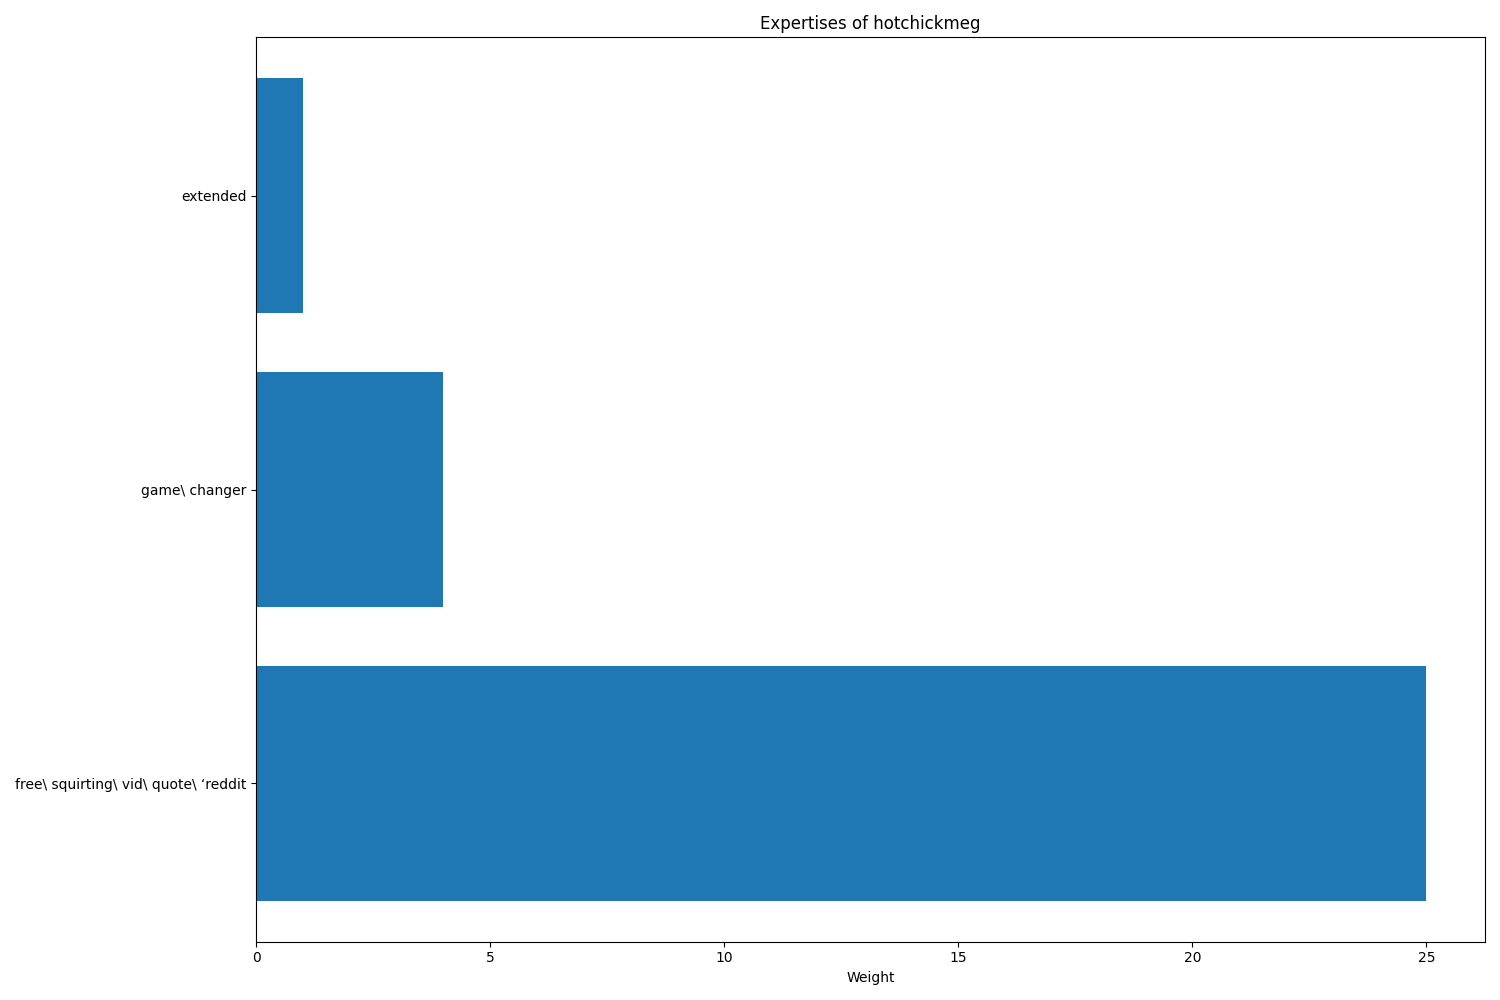 Expertises of hotchickmeg
extended
game\ changer
free\ squirting\ vid\ quote\ ‘reddit
0 5 10 15 20 25
Weight